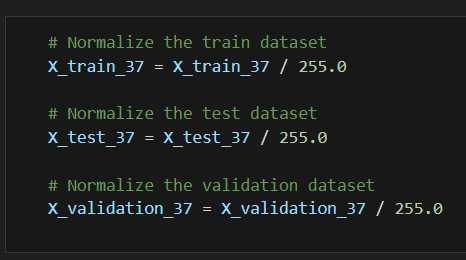 # Normalize the train dataset
X_train_37 = X_train_37 / 255.0
# Normalize the test dataset
X_test_37 = X_test_37 / 255.0
# Normalize the validation dataset
X_validation_37 = X_validation_37 / 255.0